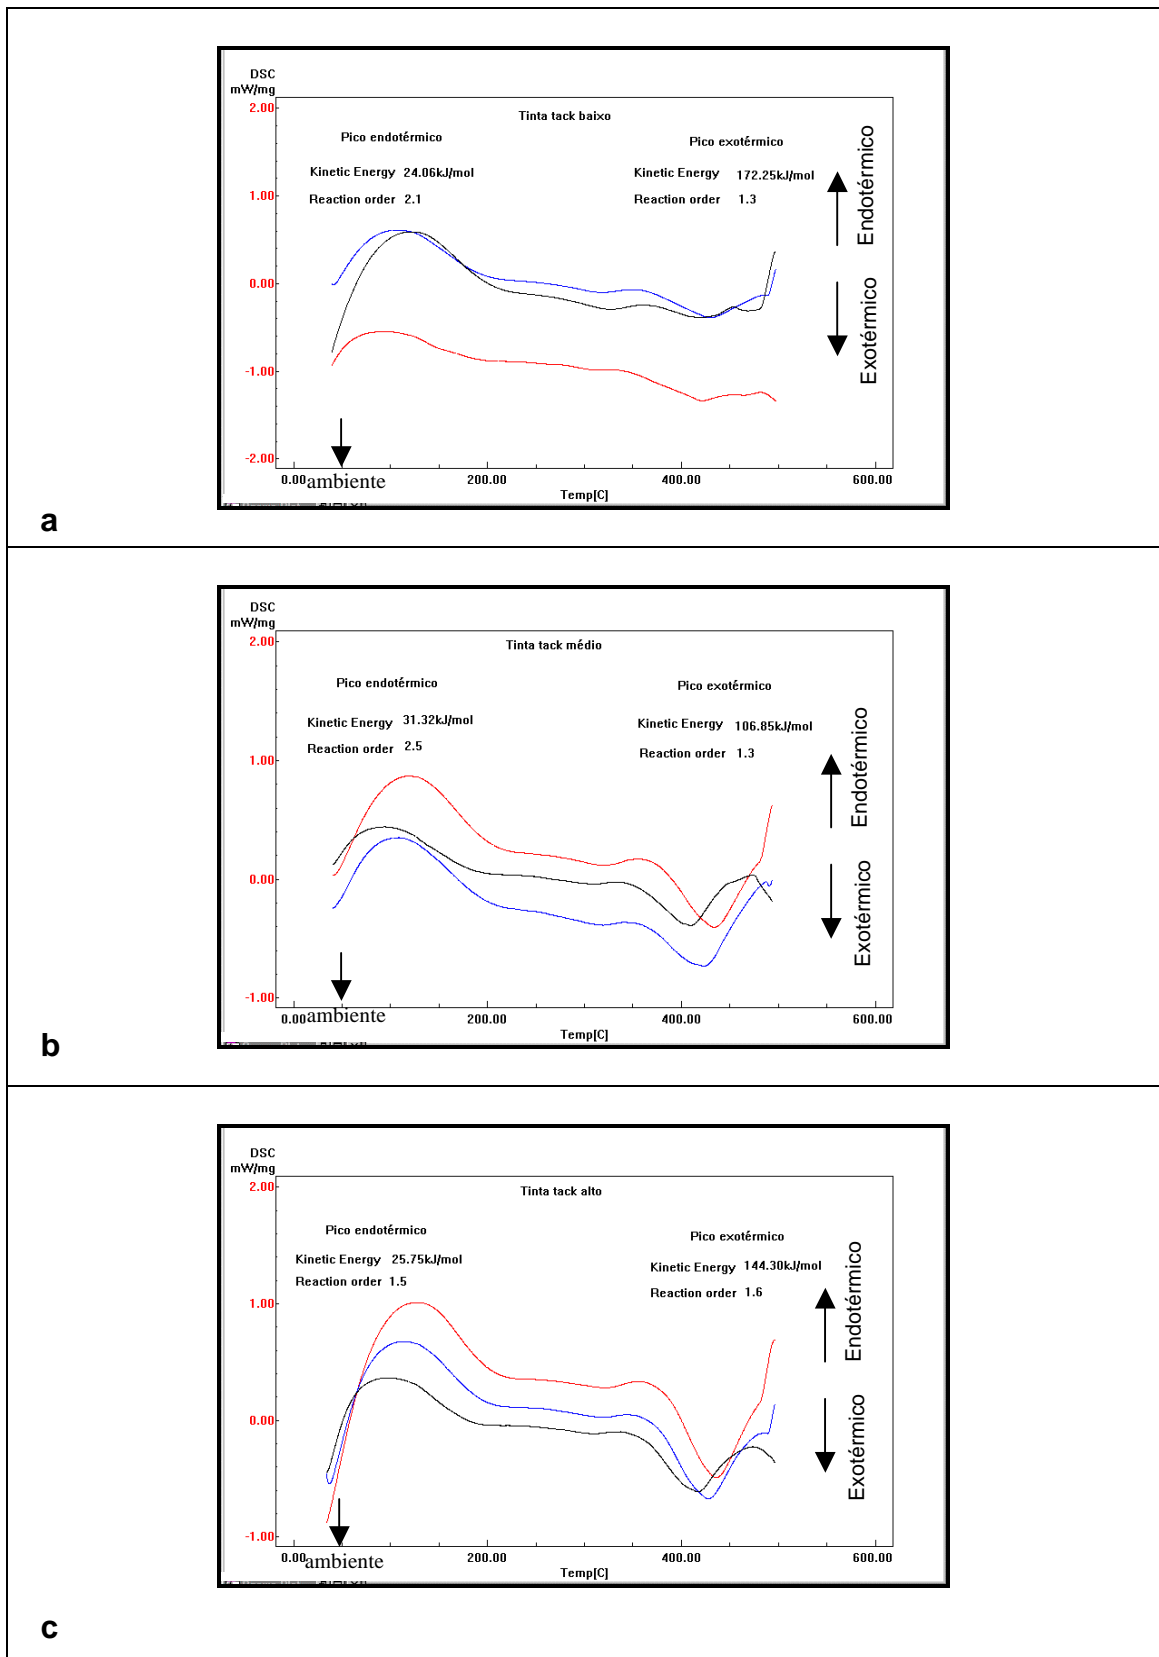 DSC
mW/mg
2.00
Tinta tack baixo
Pico endotérmico Pico exotérmico
Kinetic Energy 24.06kJ/mol Kinetic Energy 172.25kJ/mol
Reaction order 2.1 Reaction order 1.3
1.00
0.00
-1.00
-2.00
Endotérmico
Exotérmico
0.00 ambiente 200.00 400.00 600.00
Temp[C]
a
DSC
mW/mg
2.00
Tinta tack médio
Pico endotérmico Pico exotérmico
Kinetic Energy 31.32kJ/mol Kinetic Energy 106.85kJ/mol
Reaction order 2.5 Reaction order 1.3
1.00
0.00
-1.00
Endotérmico
Exotérmico
0.00 ambiente 200.00 400.00 600.00
Temp[C]
b
DSC
mW/mg
2.00
Tinta tack alto
Pico endotérmico Pico exotérmico
Kinetic Energy 25.75kJ/mol Kinetic Energy 144.30kJ/mol
Reaction order 1.5 Reaction order 1.6
1.00
0.00
-1.00
Endotérmico
Exotérmico
0.00 ambiente 200.00 400.00 600.00
Temp[C]
c